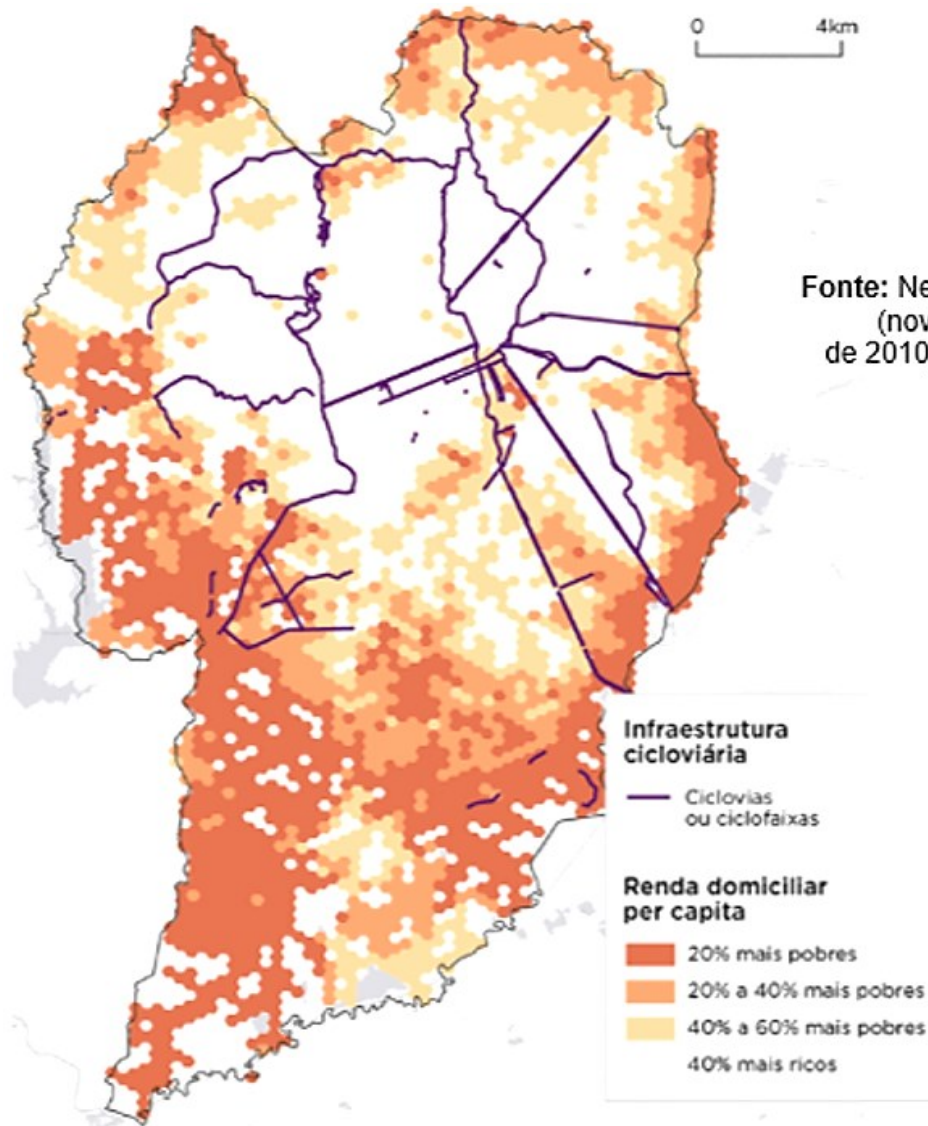 0 4km
Fonte: Ne
(nov
de 2010
Infraestrutura
cicloviária
Ciclovias
ou ciclofaixas
Renda domiciliar
per capita
20% mais pobres
20% a 40% mais pobres
40% a 60% mais pobres
40% mais ricos